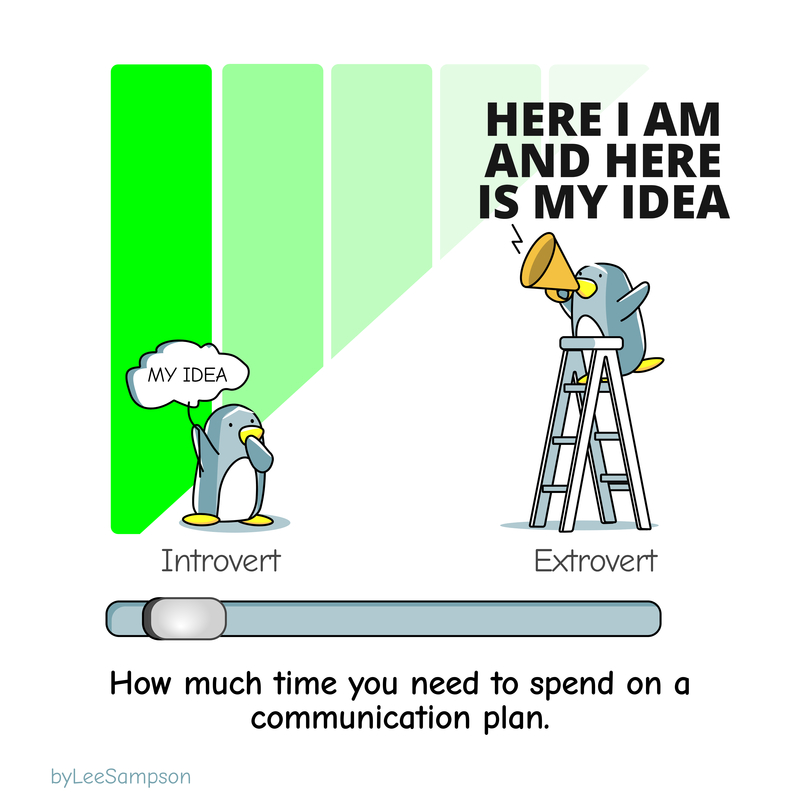 HERE I AM
AND HERE
IS MY IDEA
MY IDEA
Introvert
Extrovert
How much time you need to spend on a
communication plan.
byLeeSampson